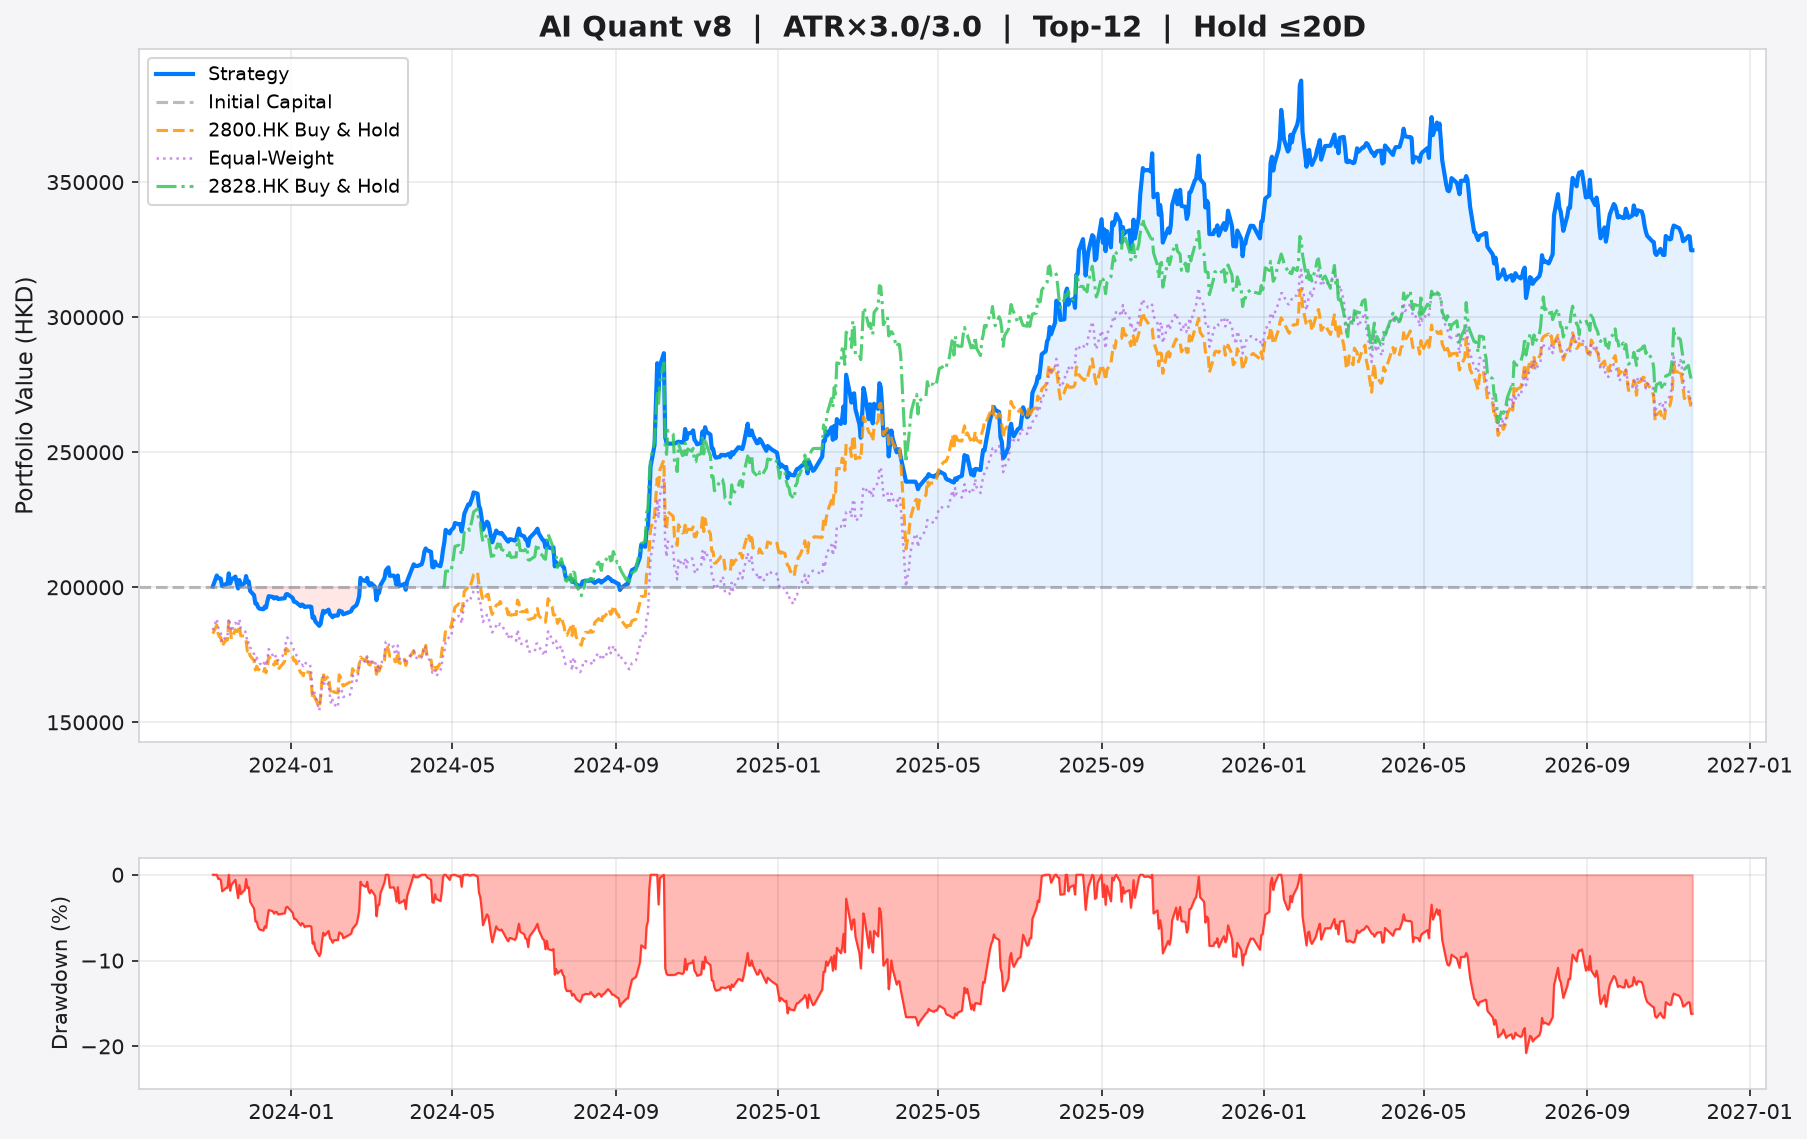 AI Quant v8 | ATR×3.0/3.0 | Top-12 | Hold ≤20D
Strategy
Initial Capital
2800.HK Buy & Hold
Equal-Weight
2828.HK Buy & Hold
Portfolio Value (HKD)
350000
300000
250000
200000
150000
2024-01 2024-05 2024-09 2025-01 2025-05 2025-09 2026-01 2026-05 2026-09 2027-01
Drawdown (%)
0
−10
−20
2024-01 2024-05 2024-09 2025-01 2025-05 2025-09 2026-01 2026-05 2026-09 2027-01